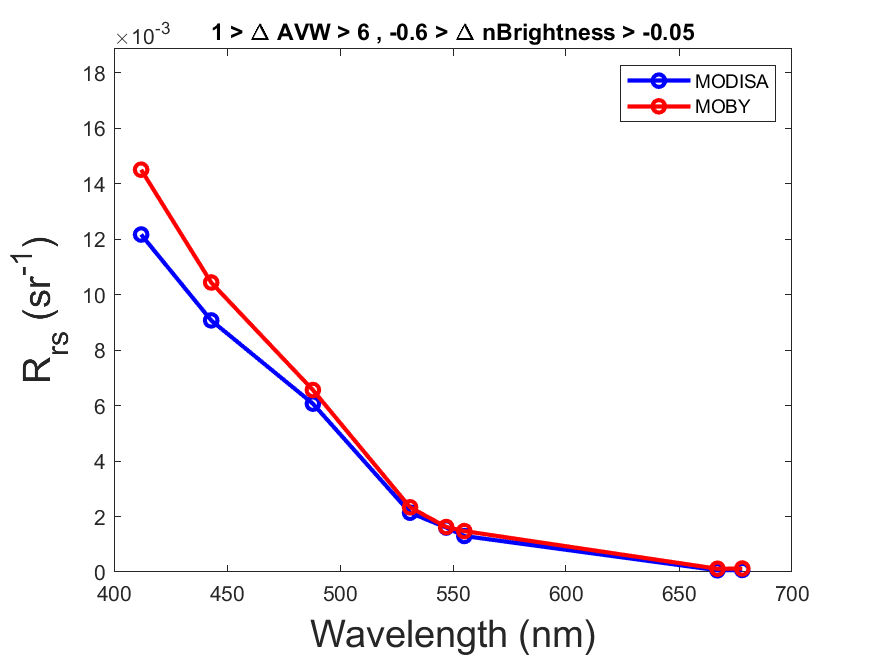 ×10-3
1 > Δ AVW > 6 , -0.6 > Δ nBrightness > -0.05
MODISA
MOBY
18
16
14
12
10
8
6
4
2
0
400 450 500 550 600 650 700
Rrs (sr-1)
Wavelength (nm)